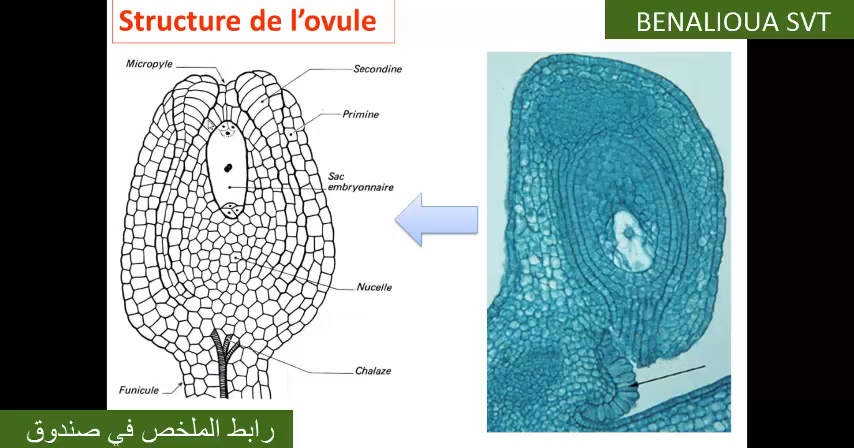 Structure de l'ovule
BENALIOUA SVT
Micropyle
Secondine
Primine
Sac
embryonnaire
Nucelle
Chalaze
Funicule
رابط الملخص في صندوق